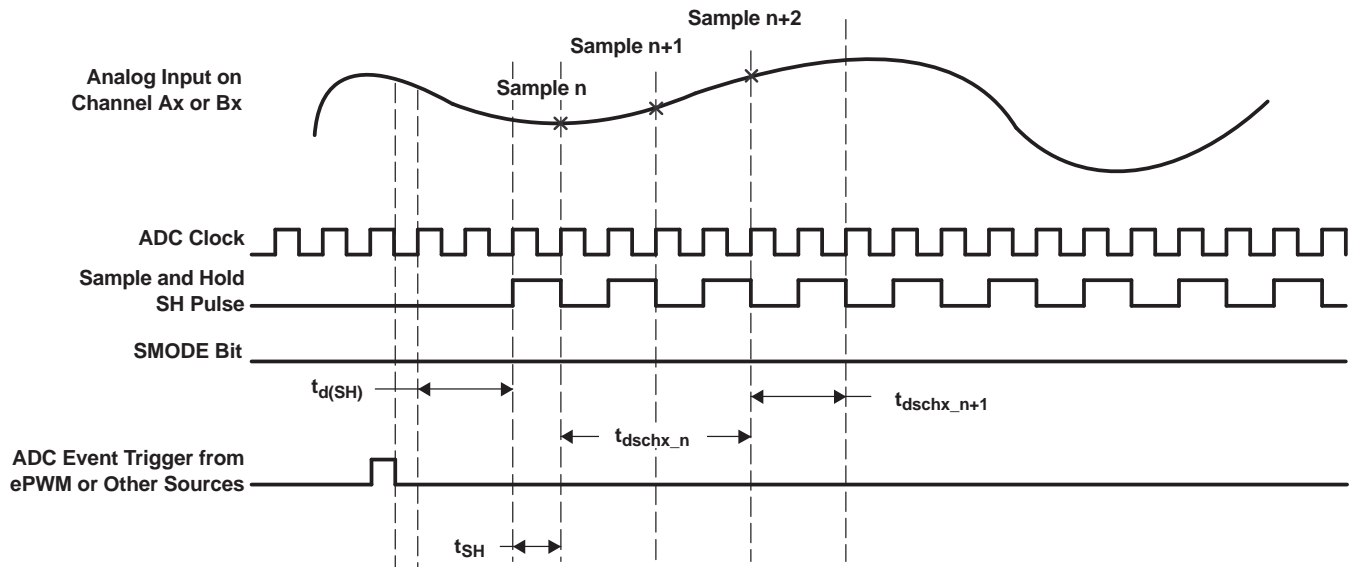 Sample n+2
Sample n+1
Analog Input on
Channel Ax or Bx
Sample n
ADC Clock
Sample and Hold
SH Pulse
SMODE Bit
td(SH)
tdschx_n+1
tdschx_n
ADC Event Trigger from
ePWM or Other Sources
tSH